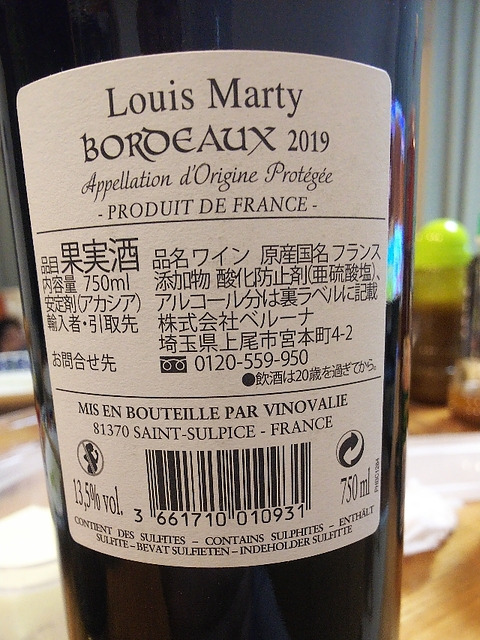 Louis Marty
BORDEAUX 2019
Appellation d'Origine Protégée
- PRODUIT DE FRANCE -
品目 果実酒 品名 ワイン 原産国名 フランス
内容量 750ml 添加物 酸化防止剤(亜硫酸塩)、
安定剤(アカシア) アルコール分は裏ラベルに記載
輸入者・引取先 株式会社ベルーナ
埼玉県上尾市宮本町4-2
お問合せ先 0120-559-950
●飲酒は20歳を過ぎてから。
MIS EN BOUTEILLE PAR VINOVALIE
81370 SAINT-SULPICE - FRANCE
13,5% vol.
3 661710 010931
750 ml
CONTIENT DES SULFITES – CONTAINS SULPHITES – ENTHÄLT
SULFITE – BEVAT SULFIETEN – INDEHOLDER SULFITTE